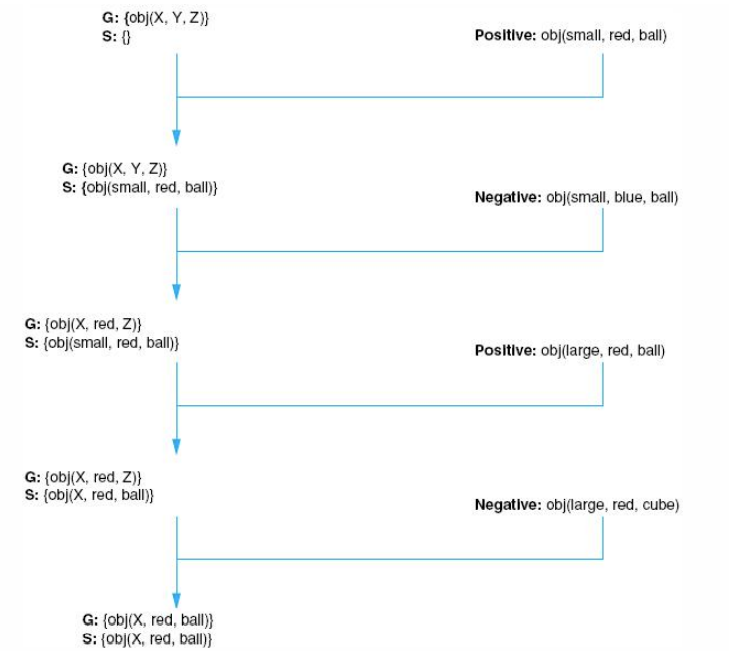 G: {obj(X, Y, Z)}
S: {}
Positive: obj(small, red, ball)
G: {obj(X, Y, Z)}
S: {obj(small, red, ball)}
Negative: obj(small, blue, ball)
G: {obj(X, red, Z)}
S: {obj(small, red, ball)}
Positive: obj(large, red, ball)
G: {obj(X, red, Z)}
S: {obj(X, red, ball)}
Negative: obj(large, red, cube)
G: {obj(X, red, ball)}
S: {obj(X, red, ball)}